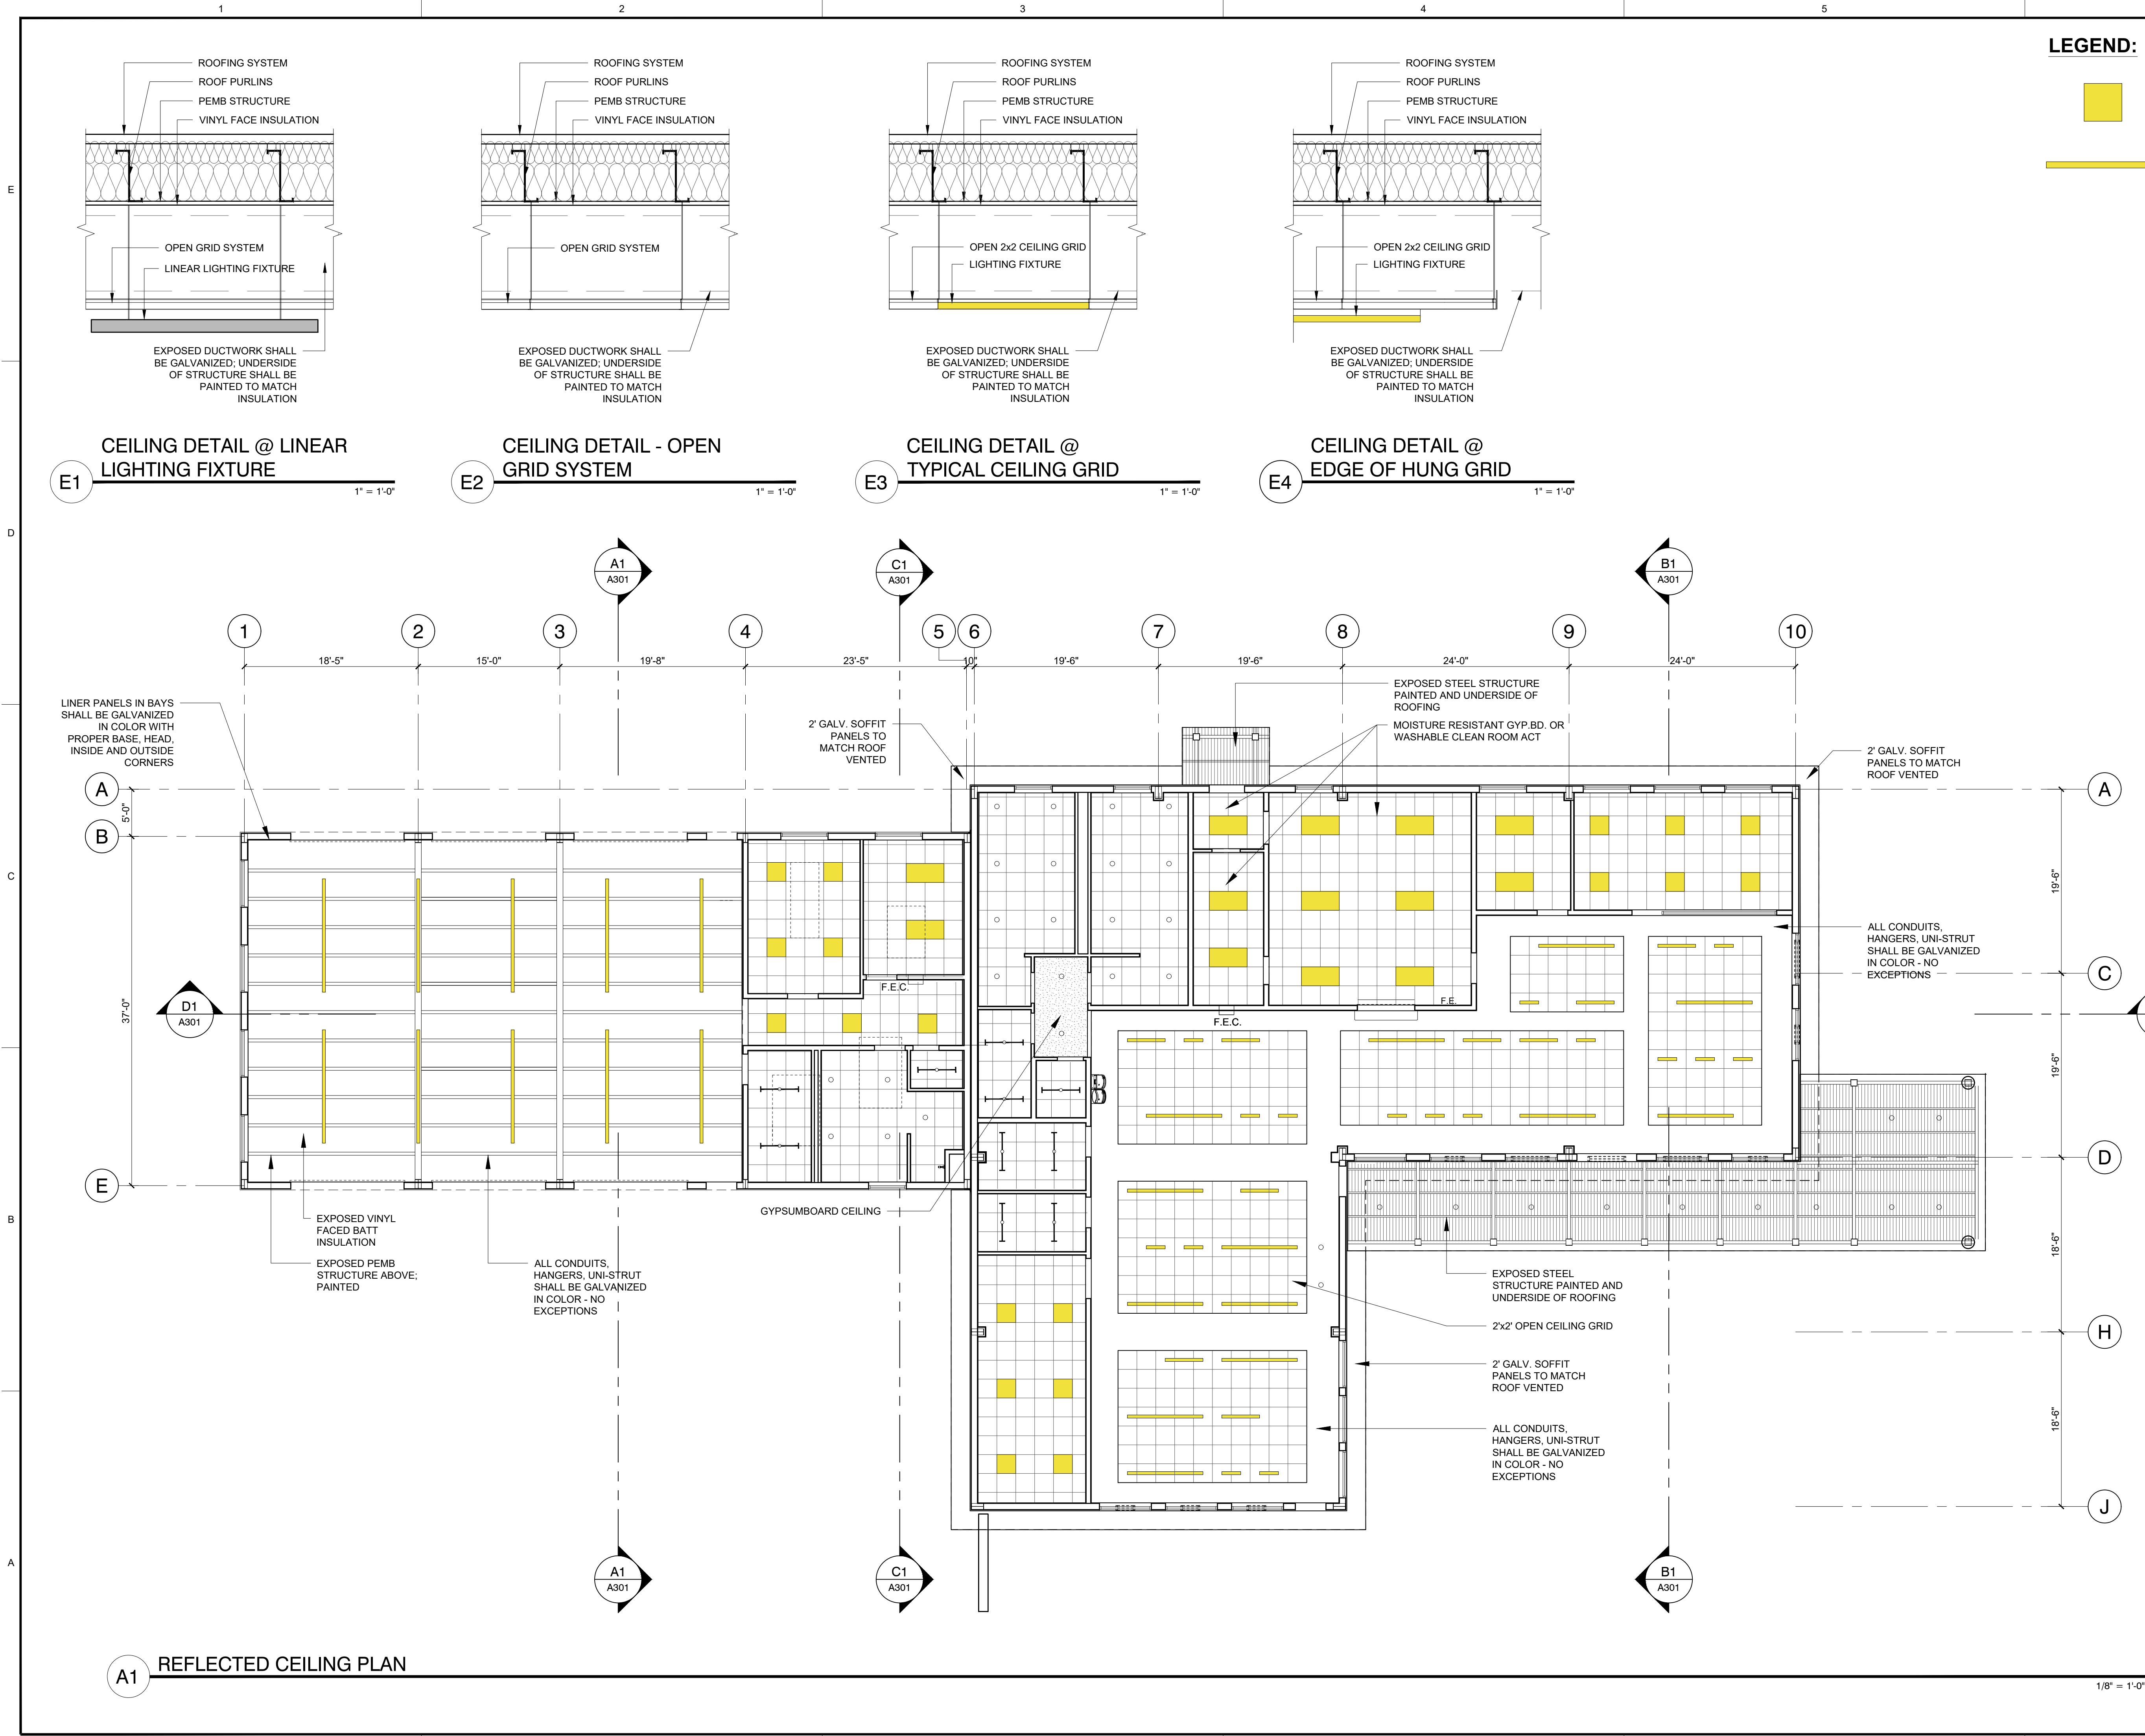 1
2
3
4
5
LEGEND:
ROOFING SYSTEM
ROOF PURLINS
PEMB STRUCTURE
VINYL FACE INSULATION
OPEN GRID SYSTEM
LINEAR LIGHTING FIXTURE
EXPOSED DUCTWORK SHALL
BE GALVANIZED; UNDERSIDE
OF STRUCTURE SHALL BE
PAINTED TO MATCH
INSULATION
E1
CEILING DETAIL @ LINEAR
LIGHTING FIXTURE
1" = 1'-0"
ROOFING SYSTEM
ROOF PURLINS
PEMB STRUCTURE
VINYL FACE INSULATION
OPEN GRID SYSTEM
EXPOSED DUCTWORK SHALL
BE GALVANIZED; UNDERSIDE
OF STRUCTURE SHALL BE
PAINTED TO MATCH
INSULATION
E2
CEILING DETAIL - OPEN
GRID SYSTEM
1" = 1'-0"
ROOFING SYSTEM
ROOF PURLINS
PEMB STRUCTURE
VINYL FACE INSULATION
OPEN 2x2 CEILING GRID
LIGHTING FIXTURE
EXPOSED DUCTWORK SHALL
BE GALVANIZED; UNDERSIDE
OF STRUCTURE SHALL BE
PAINTED TO MATCH
INSULATION
E3
CEILING DETAIL @
TYPICAL CEILING GRID
1" = 1'-0"
ROOFING SYSTEM
ROOF PURLINS
PEMB STRUCTURE
VINYL FACE INSULATION
OPEN 2x2 CEILING GRID
LIGHTING FIXTURE
EXPOSED DUCTWORK SHALL
BE GALVANIZED; UNDERSIDE
OF STRUCTURE SHALL BE
PAINTED TO MATCH
INSULATION
E4
CEILING DETAIL @
EDGE OF HUNG GRID
1" = 1'-0"
E
D
C
B
A
A1
A301
C1
A301
B1
A301
1
2
3
4
5
6
7
8
9
10
18'-5"
15'-0"
19'-8"
23'-5"
10"
19'-6"
19'-6"
24'-0"
24'-0"
LINER PANELS IN BAYS
SHALL BE GALVANIZED
IN COLOR WITH
PROPER BASE, HEAD,
INSIDE AND OUTSIDE
CORNERS
2' GALV. SOFFIT
PANELS TO
MATCH ROOF
VENTED
EXPOSED STEEL STRUCTURE
PAINTED AND UNDERSIDE OF
ROOFING
MOISTURE RESISTANT GYP.BD. OR
WASHABLE CLEAN ROOM ACT
2' GALV. SOFFIT
PANELS TO MATCH
ROOF VENTED
A
B
E
5'-0"
37'-0"
D1
A301
F.E.C.
F.E.C.
F.E.
ALL CONDUITS,
HANGERS, UNI-STRUT
SHALL BE GALVANIZED
IN COLOR - NO
EXCEPTIONS
A
C
D
H
J
19'-6"
19'-6"
18'-6"
18'-6"
GYPSUMBOARD CEILING
EXPOSED VINYL
FACED BATT
INSULATION
EXPOSED PEMB
STRUCTURE ABOVE;
PAINTED
ALL CONDUITS,
HANGERS, UNI-STRUT
SHALL BE GALVANIZED
IN COLOR - NO
EXCEPTIONS
EXPOSED STEEL
STRUCTURE PAINTED AND
UNDERSIDE OF ROOFING
2'x2' OPEN CEILING GRID
2' GALV. SOFFIT
PANELS TO MATCH
ROOF VENTED
ALL CONDUITS,
HANGERS, UNI-STRUT
SHALL BE GALVANIZED
IN COLOR - NO
EXCEPTIONS
A1
A301
C1
A301
B1
A301
A1
REFLECTED CEILING PLAN
1/8" = 1'-0"